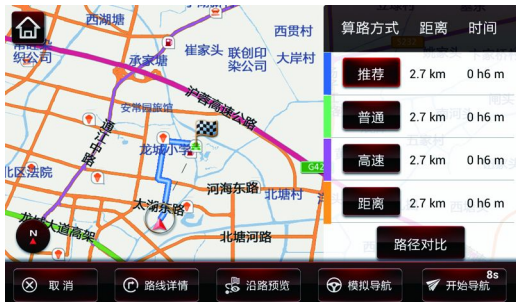 西湖塘
西贯村
崔家头
联创印
染公司
大岸村
承家塘
纺公司
安常园旅馆
沪蓉高速公路
通江中路
龙城小学
G42
北区法院
河海东路
北塘村
太湖东路
龙城大道高架
北塘河路
N
算路方式 距离 时间
推荐 2.7 km 0 h6 m
普通 2.7 km 0 h6 m
高速 2.7 km 0 h6 m
距离 2.7 km 0 h6 m
路径对比
8s
取 消 路线详情 沿路预览 模拟导航 开始导航